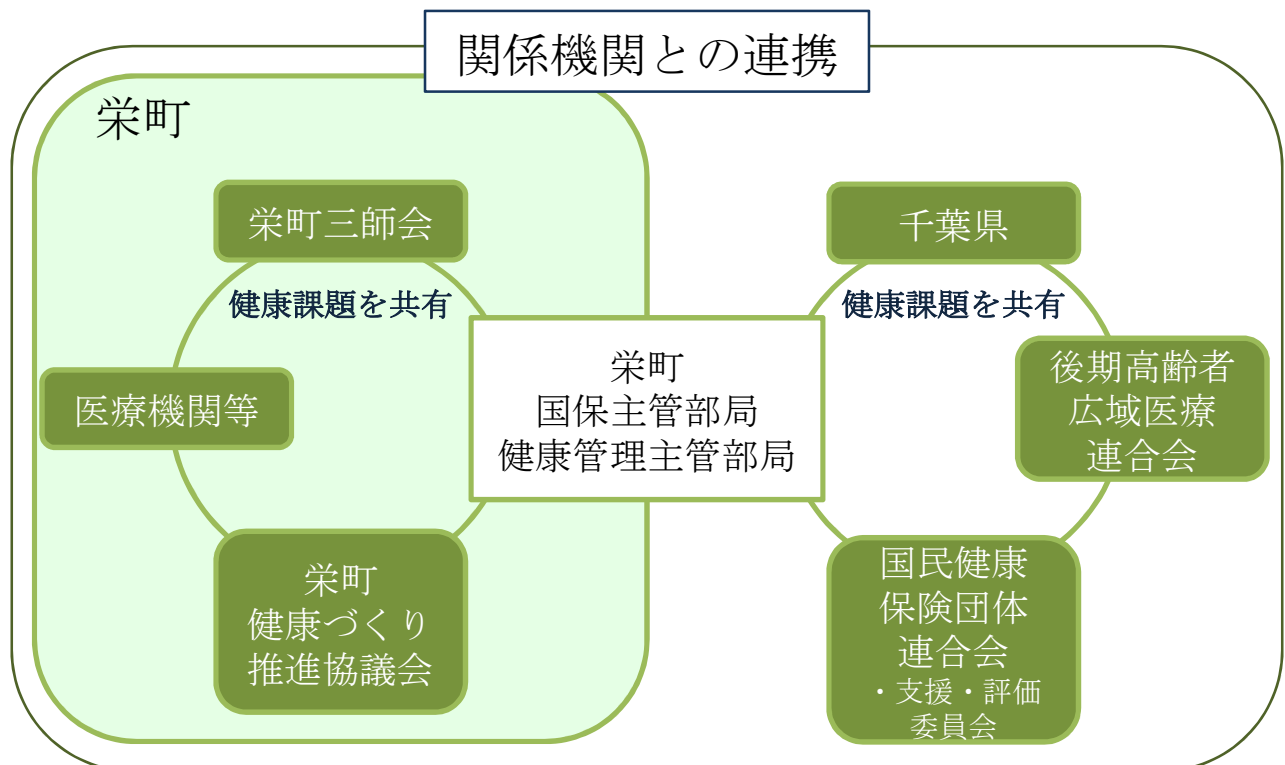 関係機関との連携
栄町
栄町三師会
健康課題を共有
医療機関等
栄町
健康づくり
推進協議会
栄町
国保主管部局
健康管理主管部局
千葉県
健康課題を共有
後期高齢者
広域医療
連合会
国民健康
保険団体
連合会
・支援・評価
委員会